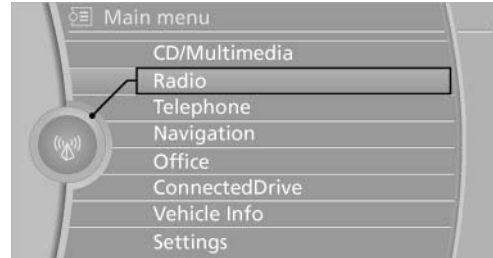 Main menu
CD/Multimedia
Radio
Telephone
Navigation
Office
ConnectedDrive
Vehicle Info
Settings